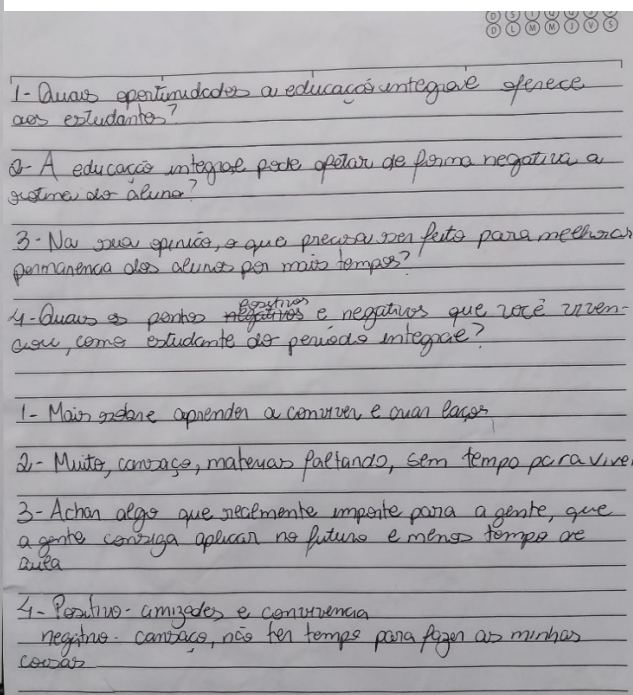 D S T Q Q S S
D L M M J V S
1- Quais oportunidades a educação integral oferece
aos estudantes?
2- A educação integral pode afetar de forma negativa a
rotina do aluno?
3- Na sua opinião, o que precisa ser feito para melhorar
permanência dos alunos por mais tempos?
positivos
4- Quais os pontos negativos e negativos que você viven-
ciou, como estudante do período integral?
1- Mais sobre aprender a conviver e criar laços
2- Muito, cansaço, materias faltando, sem tempo para viver
3- Achar algo que realmente importe para a gente, que
a gente consiga aplicar no futuro e menos tempo de
aula
4- Positivo- amizades e convivencia
negativo- cansaço, não ter tempo para fazer as minhas
coisas